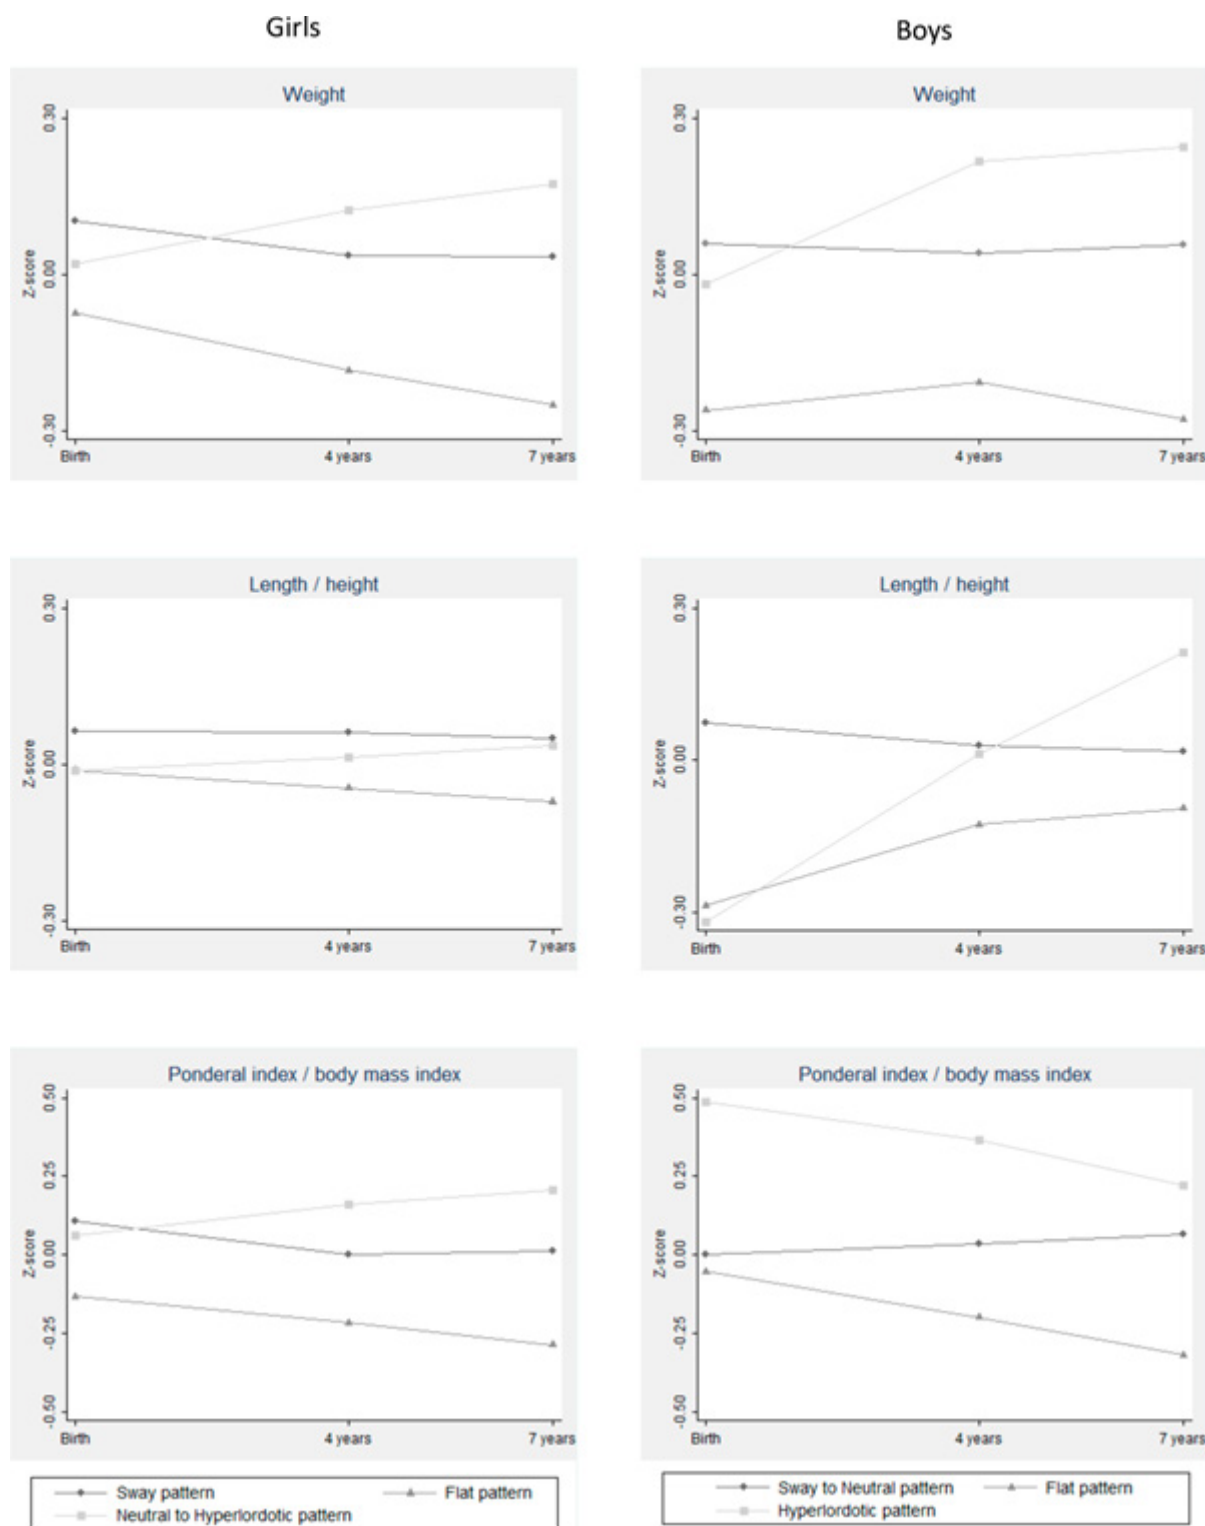 Girls
Boys
Weight
0.30
0.00
-0.30
Z-score
Birth 4 years 7 years
Weight
0.30
0.00
-0.30
Z-score
Birth 4 years 7 years
Length / height
0.30
0.00
-0.30
Z-score
Birth 4 years 7 years
Length / height
0.30
0.00
-0.30
Z-score
Birth 4 years 7 years
Ponderal index / body mass index
0.50
0.25
0.00
-0.25
-0.50
Z-score
Birth 4 years 7 years
Ponderal index / body mass index
0.50
0.25
0.00
-0.25
-0.50
Z-score
Birth 4 years 7 years
Sway pattern Flat pattern
Neutral to Hyperlordotic pattern
Sway to Neutral pattern Flat pattern
Hyperlordotic pattern